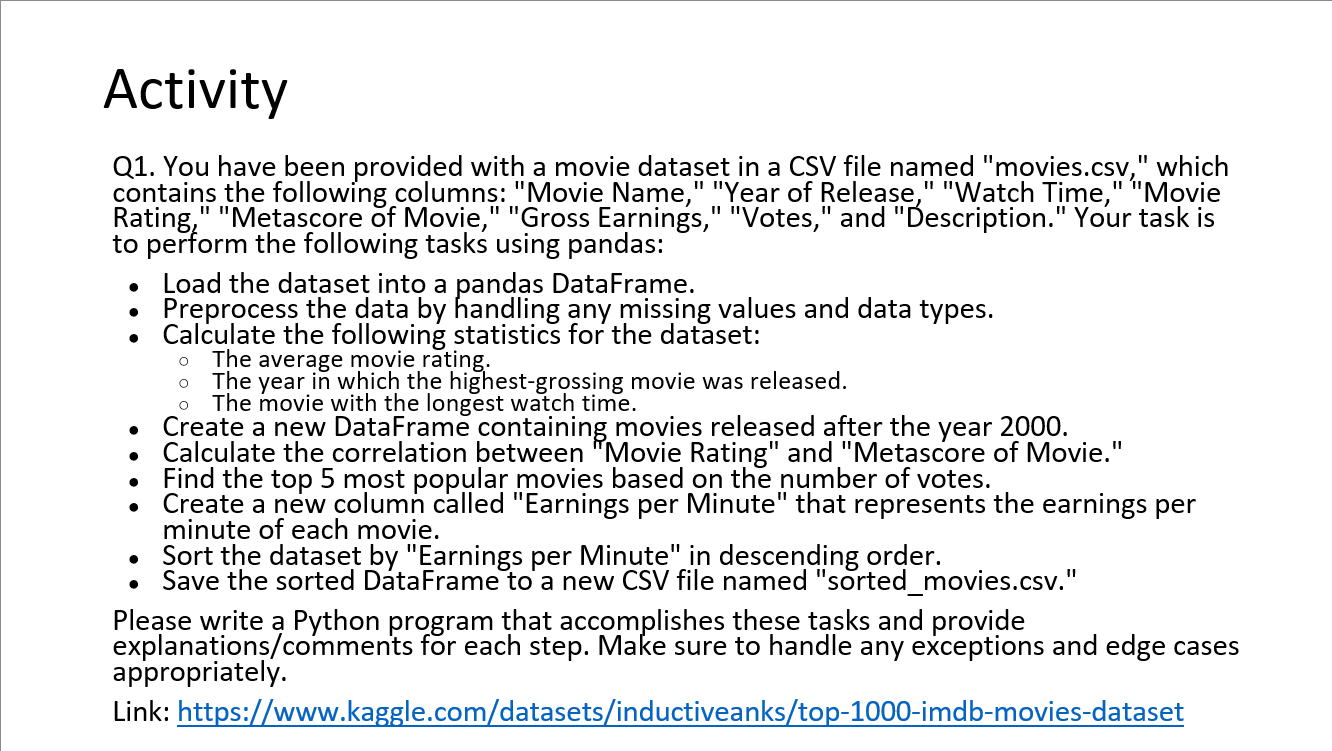 Activity
Q1. You have been provided with a movie dataset in a CSV file named "movies.csv," which
contains the following columns: "Movie Name," "Year of Release," "Watch Time," "Movie
Rating," "Metascore of Movie," "Gross Earnings," "Votes," and "Description." Your task is
to perform the following tasks using pandas:
● Load the dataset into a pandas DataFrame.
● Preprocess the data by handling any missing values and data types.
● Calculate the following statistics for the dataset:
○ The average movie rating.
○ The year in which the highest-grossing movie was released.
○ The movie with the longest watch time.
● Create a new DataFrame containing movies released after the year 2000.
● Calculate the correlation between "Movie Rating" and "Metascore of Movie."
● Find the top 5 most popular movies based on the number of votes.
● Create a new column called "Earnings per Minute" that represents the earnings per
minute of each movie.
● Sort the dataset by "Earnings per Minute" in descending order.
● Save the sorted DataFrame to a new CSV file named "sorted_movies.csv."
Please write a Python program that accomplishes these tasks and provide
explanations/comments for each step. Make sure to handle any exceptions and edge cases
appropriately.
Link: https://www.kaggle.com/datasets/inductiveanks/top-1000-imdb-movies-dataset